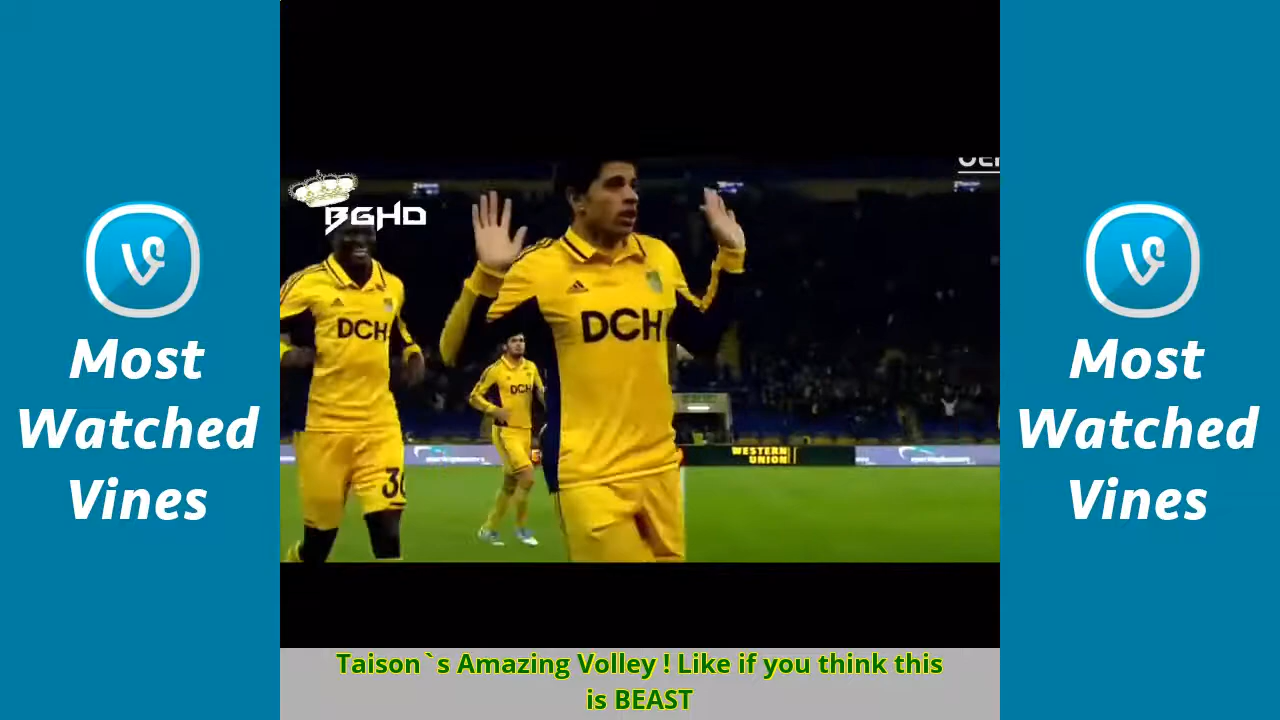 BGHD
DCH
DCH
DCH
30
WESTERN
UNION
Most
Watched
Vines
Most
Watched
Vines
Taison`s Amazing Volley ! Like if you think this
is BEAST